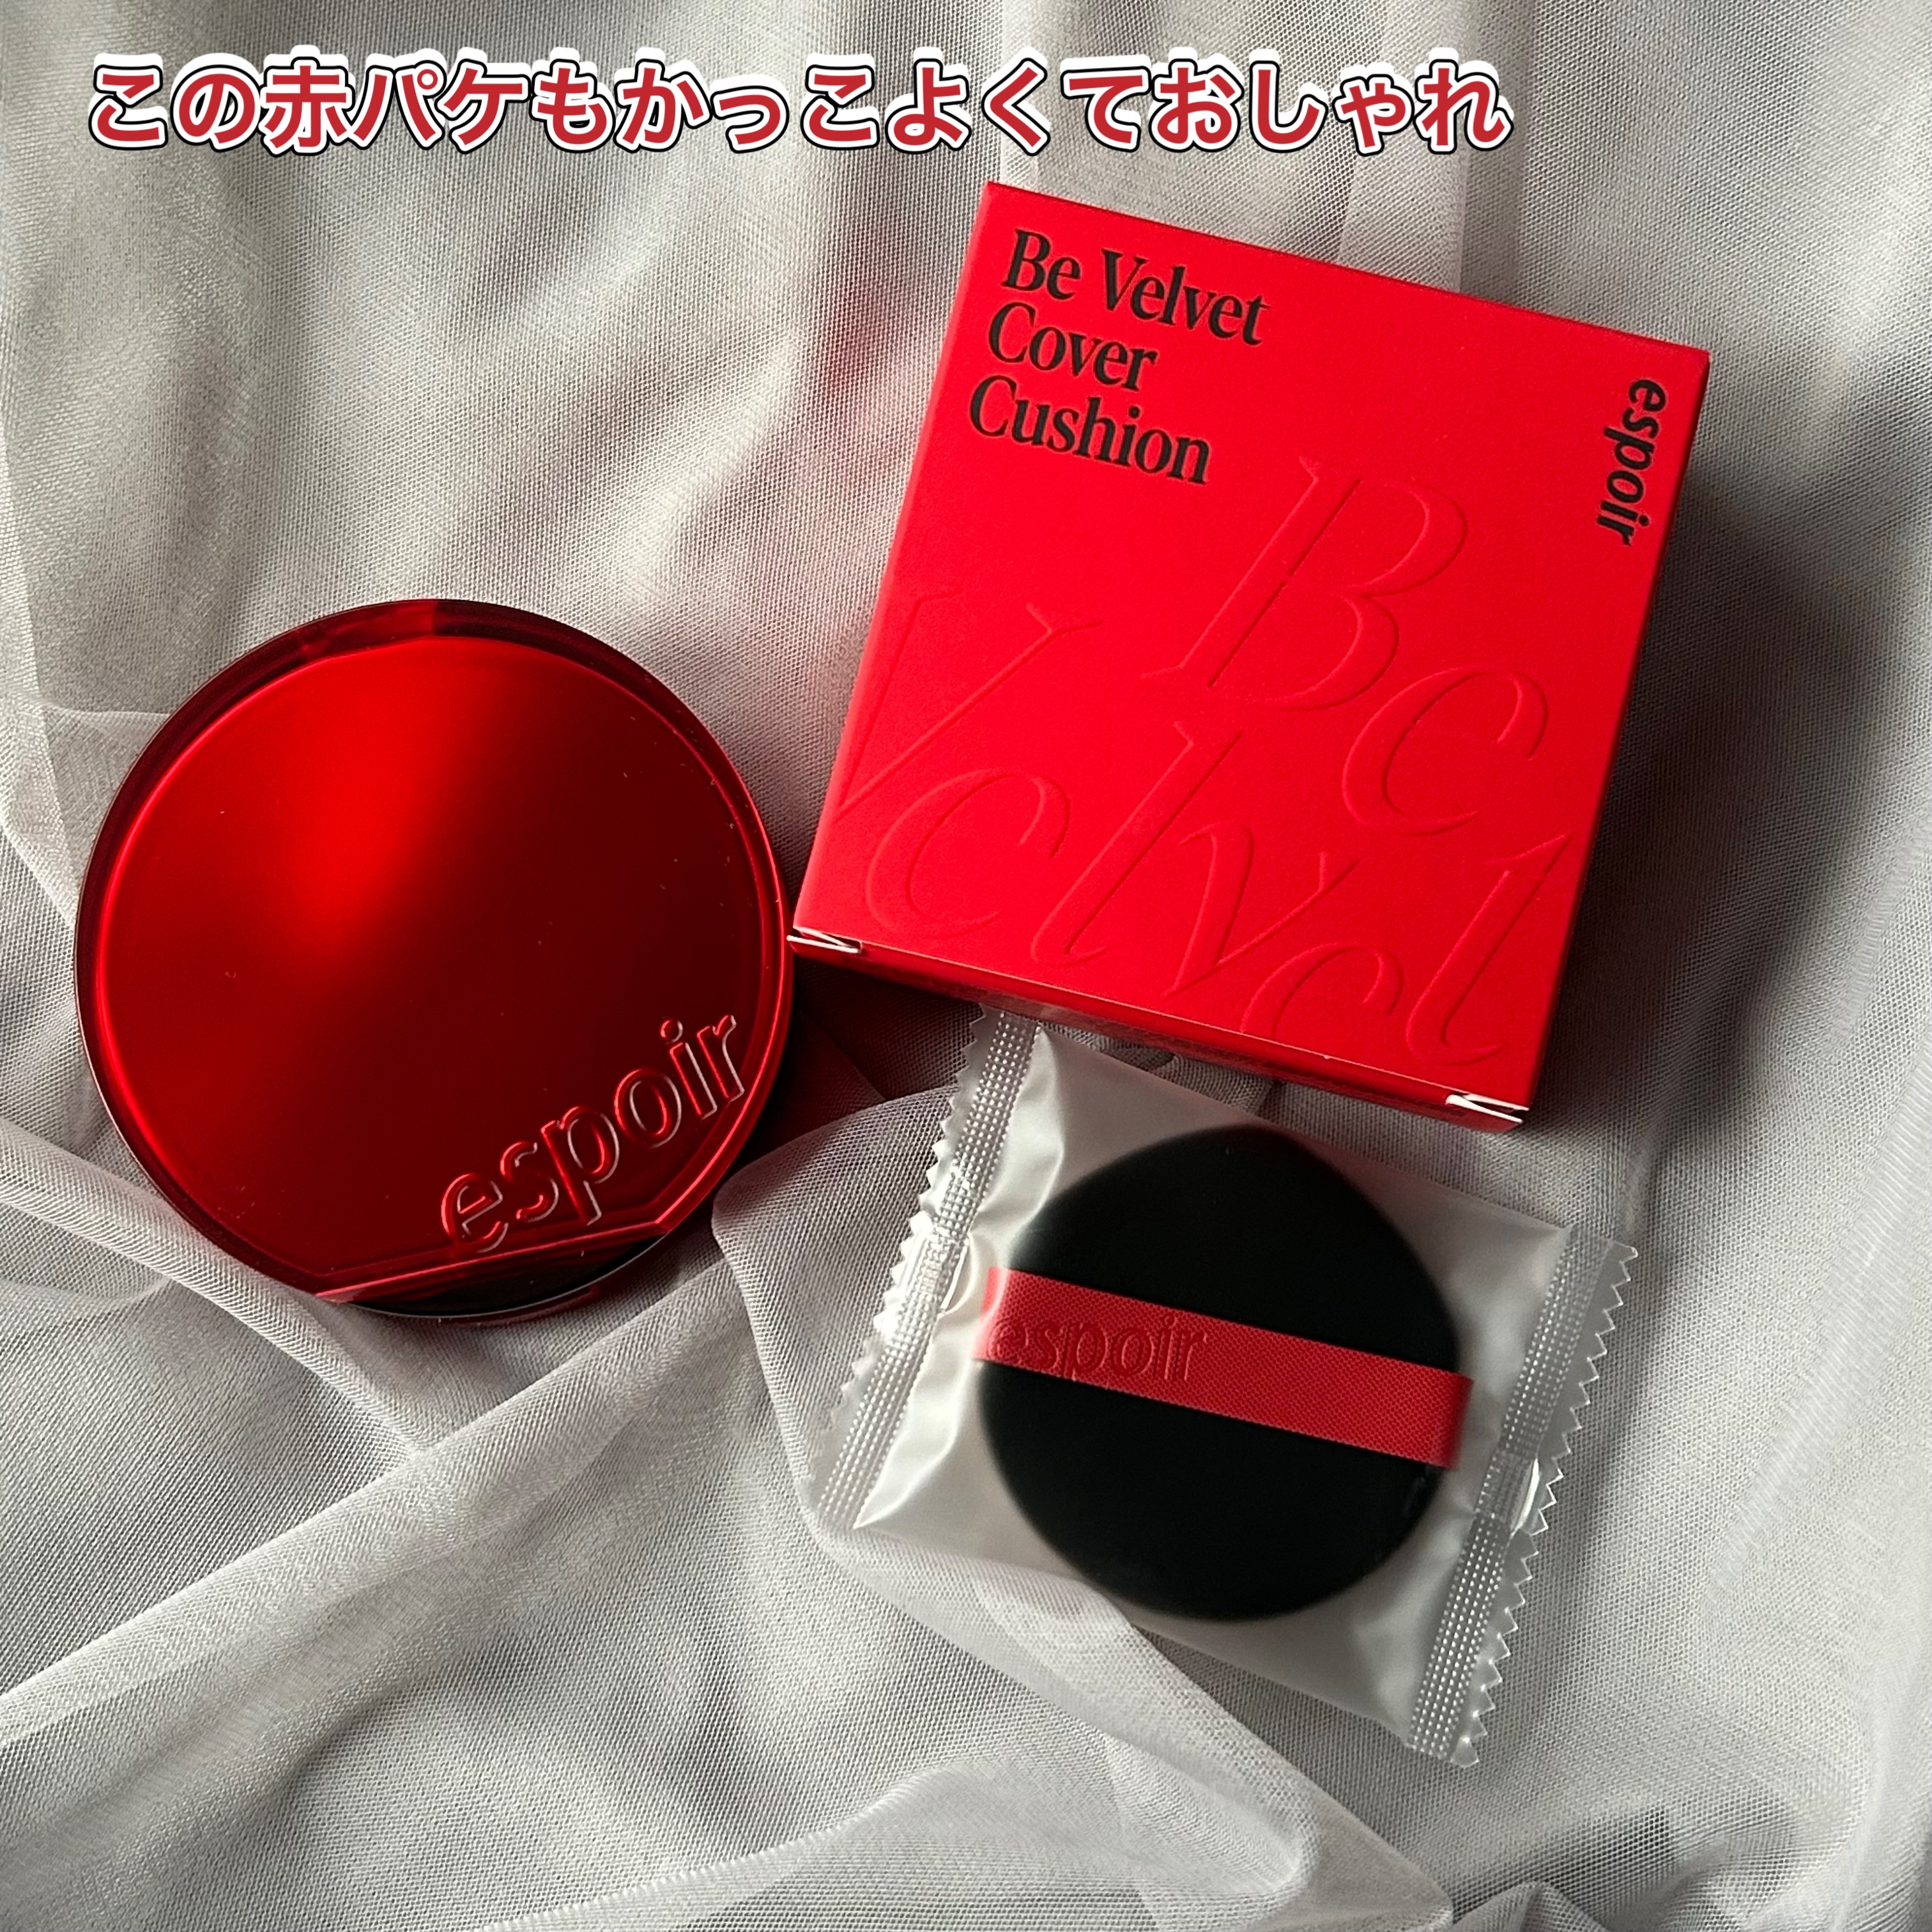 この赤パケもかっこよくておしゃれ
Be Velvet
Cover
Cushion
espoir
Be
Velvet
espoir
espoir